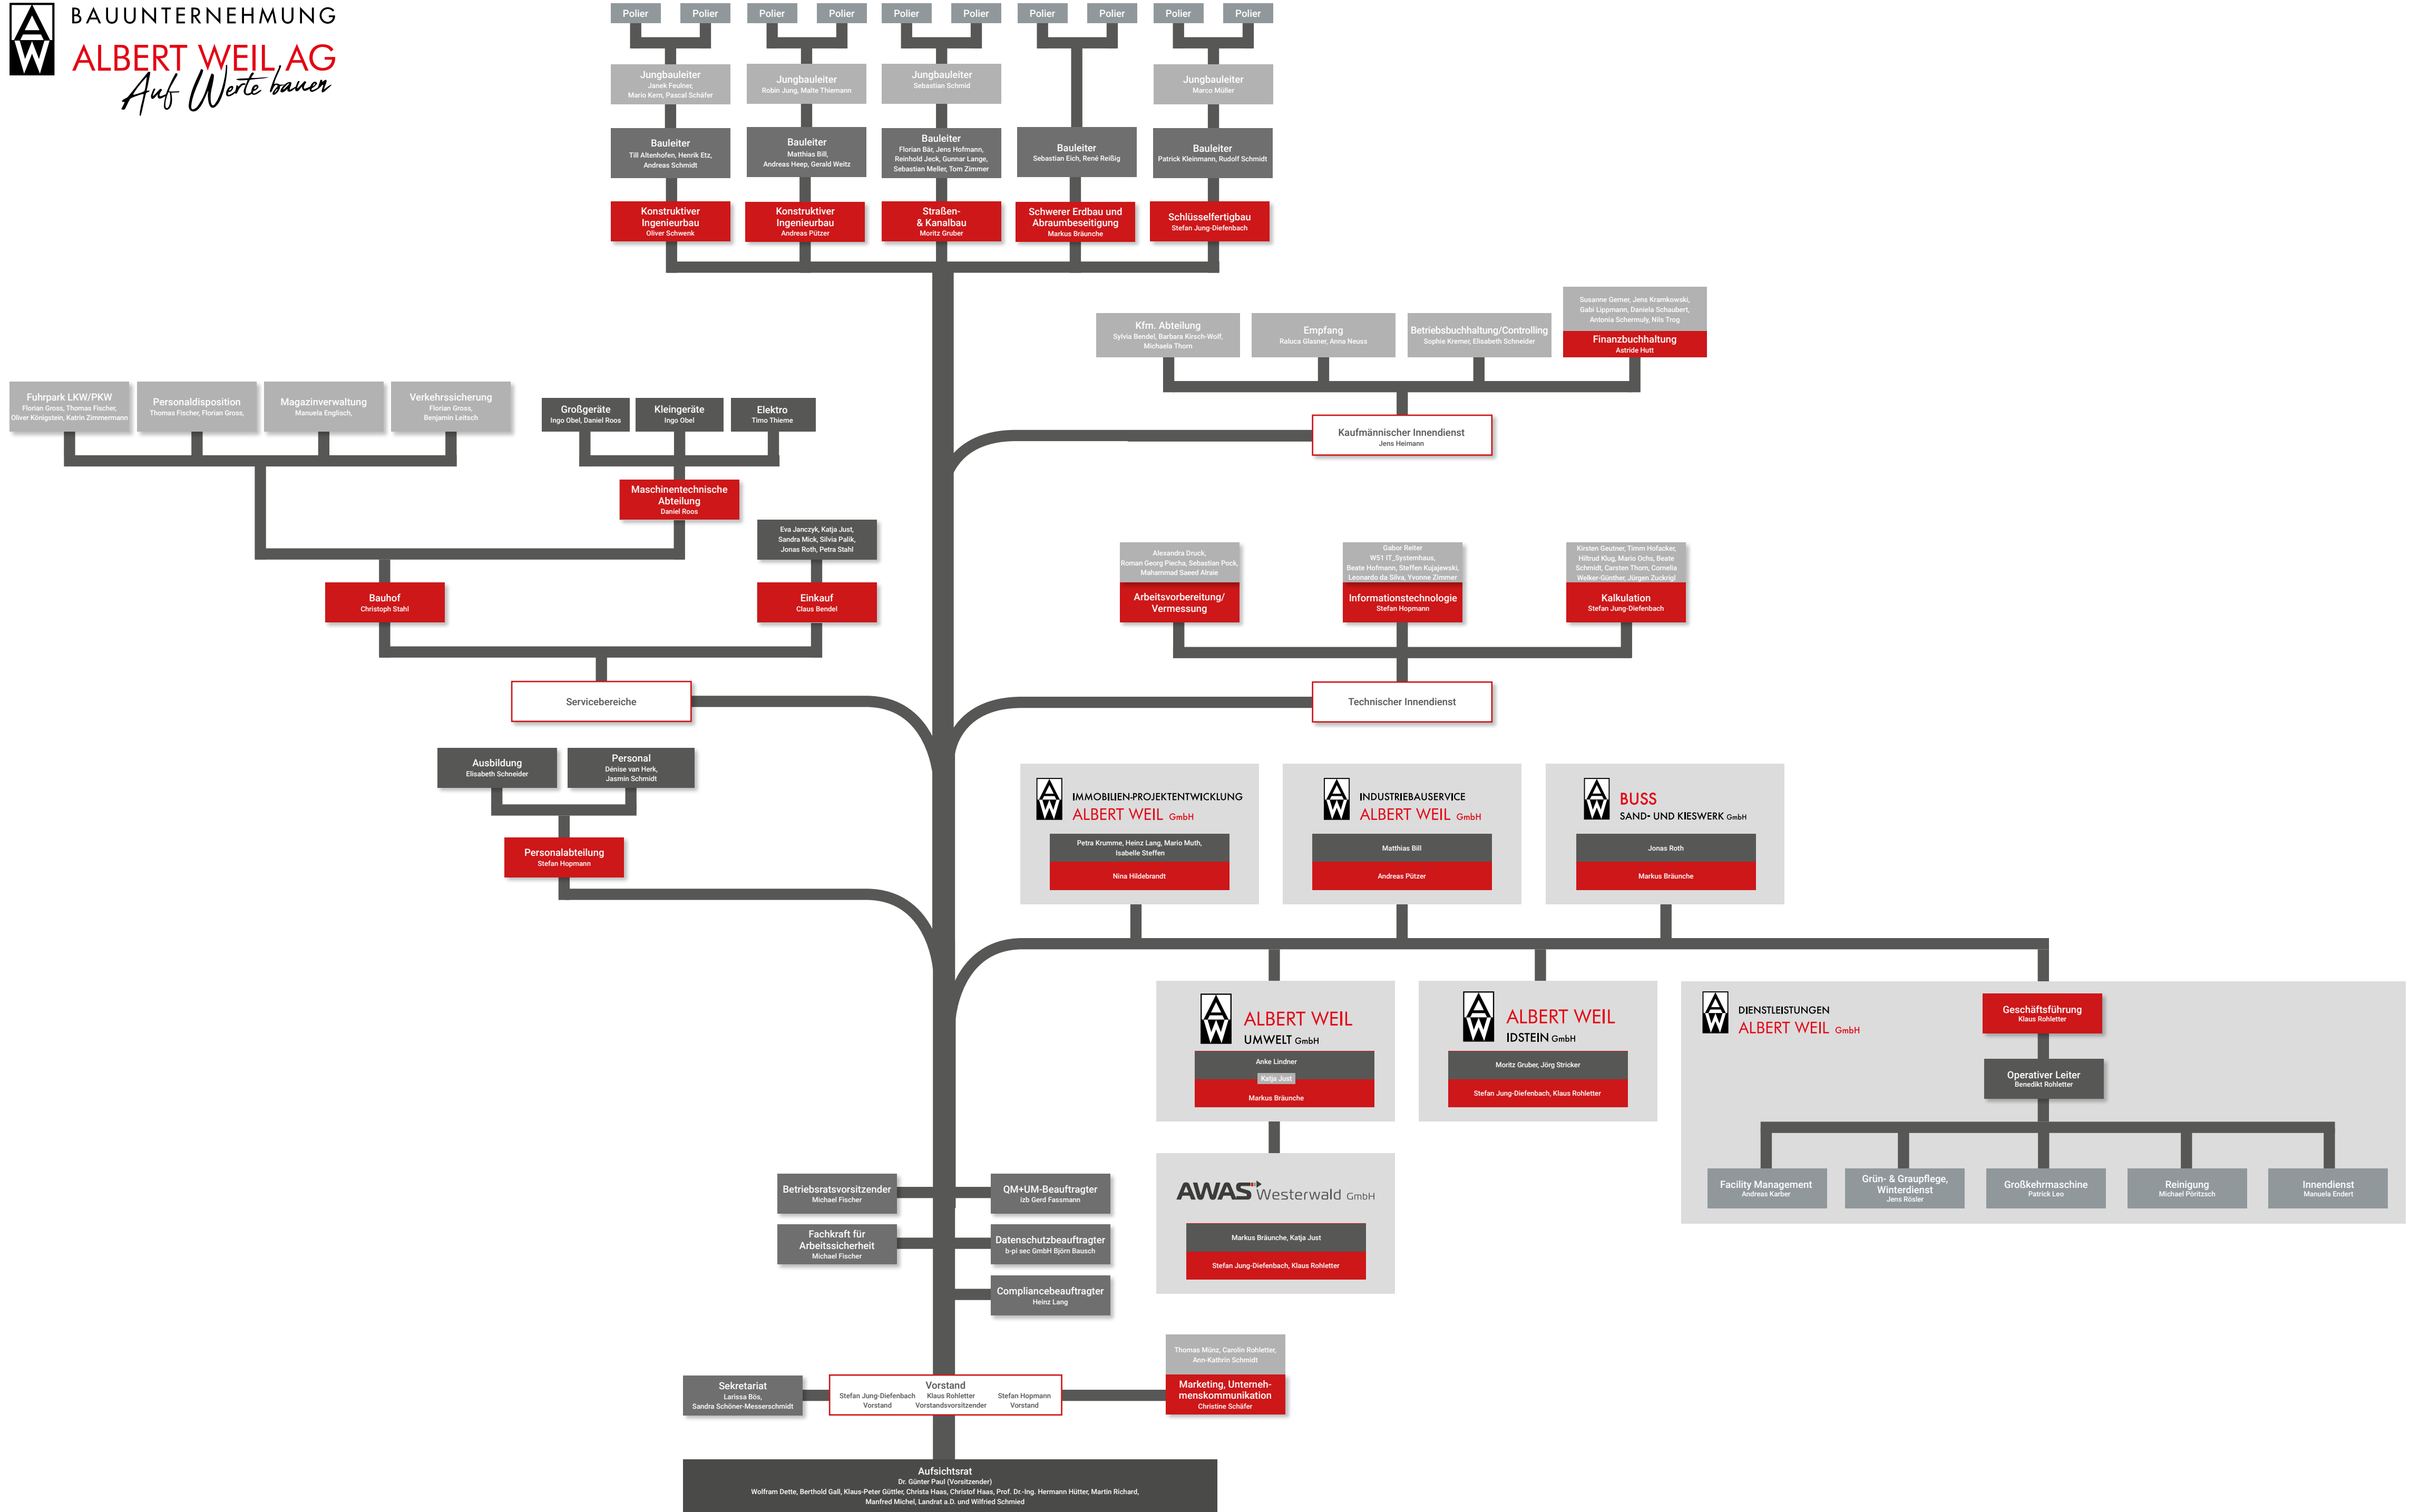 BAUUNTERNEHMUNG
ALBERT WEIL AG
Auf Werte bauen
Polier
Polier
Polier
Polier
Polier
Polier
Polier
Polier
Polier
Polier
Jungbauleiter
Janek Feulner,
Mario Kern, Pascal Schäfer
Jungbauleiter
Robin Jung, Malte Thiemann
Jungbauleiter
Sebastian Schmid
Jungbauleiter
Marco Müller
Bauleiter
Till Altenhofen, Henrik Etz,
Andreas Schmidt
Bauleiter
Matthias Bill,
Andreas Heep, Gerald Weitz
Bauleiter
Florian Bär, Jens Hofmann,
Reinhold Jeck, Gunnar Lange,
Sebastian Meller, Tom Zimmer
Bauleiter
Sebastian Eich, René Reißig
Bauleiter
Patrick Kleinmann, Rudolf Schmidt
Konstruktiver
Ingenieurbau
Oliver Schwenk
Konstruktiver
Ingenieurbau
Andreas Pützer
Straßen-
& Kanalbau
Moritz Gruber
Schwerer Erdbau und
Abraumbeseitigung
Markus Bräunche
Schlüsselfertigbau
Stefan Jung-Diefenbach
Kfm. Abteilung
Sylvia Bendel, Barbara Kirsch-Wolf,
Michaela Thorn
Empfang
Raluca Glasner, Anna Neuss
Betriebsbuchhaltung/Controlling
Sophie Kremer, Elisabeth Schneider
Susanne Gerner, Jens Kramkowski,
Gabi Lippmann, Daniela Schaubert,
Antonia Schermuly, Nils Trog
Finanzbuchhaltung
Astride Hutt
Kaufmännischer Innendienst
Jens Heimann
Fuhrpark LKW/PKW
Florian Gross, Thomas Fischer,
Oliver Königstein, Katrin Zimmermann
Personaldisposition
Thomas Fischer, Florian Gross,
Magazinverwaltung
Manuela Englisch,
Verkehrssicherung
Florian Gross,
Benjamin Leitsch
Großgeräte
Ingo Obel, Daniel Roos
Kleingeräte
Ingo Obel
Elektro
Timo Thieme
Maschinentechnische
Abteilung
Daniel Roos
Eva Janczyk, Katja Just,
Sandra Mick, Silvia Palik,
Jonas Roth, Petra Stahl
Bauhof
Christoph Stahl
Einkauf
Claus Bendel
Servicebereiche
Alexandra Druck,
Roman Georg Piecha, Sebastian Pock,
Mahammad Saeed Alraie
Arbeitsvorbereitung/
Vermessung
Gabor Reiter
W51 IT_Systemhaus,
Beate Hofmann, Steffen Kujajewski,
Leonardo da Silva, Yvonne Zimmer
Informationstechnologie
Stefan Hopmann
Kirsten Geutner, Timm Hofacker,
Hiltrud Klug, Mario Ochs, Beate
Schmidt, Carsten Thorn, Cornelia
Welker-Günther, Jürgen Zuckrigl
Kalkulation
Stefan Jung-Diefenbach
Technischer Innendienst
Ausbildung
Elisabeth Schneider
Personal
Dénise van Herk,
Jasmin Schmidt
Personalabteilung
Stefan Hopmann
IMMOBILIEN-PROJEKTENTWICKLUNG
ALBERT WEIL GmbH
Petra Krumme, Heinz Lang, Mario Muth,
Isabelle Steffen
Nina Hildebrandt
INDUSTRIEBAUSERVICE
ALBERT WEIL GmbH
Matthias Bill
Andreas Pützer
BUSS
SAND- UND KIESWERK GmbH
Jonas Roth
Markus Bräunche
ALBERT WEIL
UMWELT GmbH
Anke Lindner
Katja Just
Markus Bräunche
ALBERT WEIL
IDSTEIN GmbH
Moritz Gruber, Jörg Stricker
Stefan Jung-Diefenbach, Klaus Rohletter
DIENSTLEISTUNGEN
ALBERT WEIL GmbH
Geschäftsführung
Klaus Rohletter
Operativer Leiter
Benedikt Rohletter
Facility Management
Andreas Karber
Grün- & Graupflege,
Winterdienst
Jens Rösler
Großkehrmaschine
Patrick Leo
Reinigung
Michael Pöritzsch
Innendienst
Manuela Endert
AWAS Westerwald GmbH
Markus Bräunche, Katja Just
Stefan Jung-Diefenbach, Klaus Rohletter
Betriebsratsvorsitzender
Michael Fischer
QM+UM-Beauftragter
izb Gerd Fassmann
Fachkraft für
Arbeitssicherheit
Michael Fischer
Datenschutzbeauftragter
b-pi sec GmbH Björn Bausch
Compliancebeauftragter
Heinz Lang
Sekretariat
Larissa Bös,
Sandra Schöner-Messerschmidt
Vorstand
Stefan Jung-Diefenbach Klaus Rohletter Stefan Hopmann
Vorstand Vorstandsvorsitzender Vorstand
Thomas Münz, Carolin Rohletter,
Ann-Kathrin Schmidt
Marketing, Unterneh-
menskommunikation
Christine Schäfer
Aufsichtsrat
Dr. Günter Paul (Vorsitzender)
Wolfram Dette, Berthold Gall, Klaus-Peter Güttler, Christa Haas, Christof Haas, Prof. Dr.-Ing. Hermann Hütter, Martin Richard,
Manfred Michel, Landrat a.D. und Wilfried Schmied